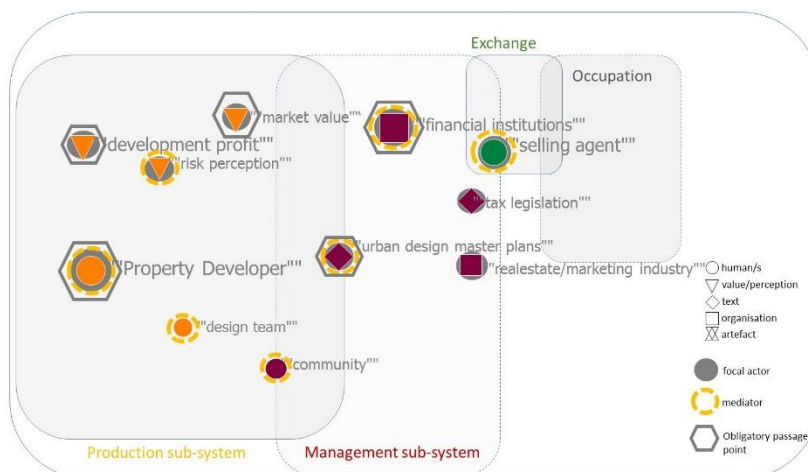 Exchange
Occupation
""market value""
""financial institutions""
"development profit""
""selling agent""
""risk perception""
""tax legislation""
""urban design master plans""
""Property Developer""
""realestate/marketing industry""
human/s
value/perception
text
organisation
artefact
""design team""
""community""
focal actor
mediator
Obligatory passage
point
Production sub-system
Management sub-system